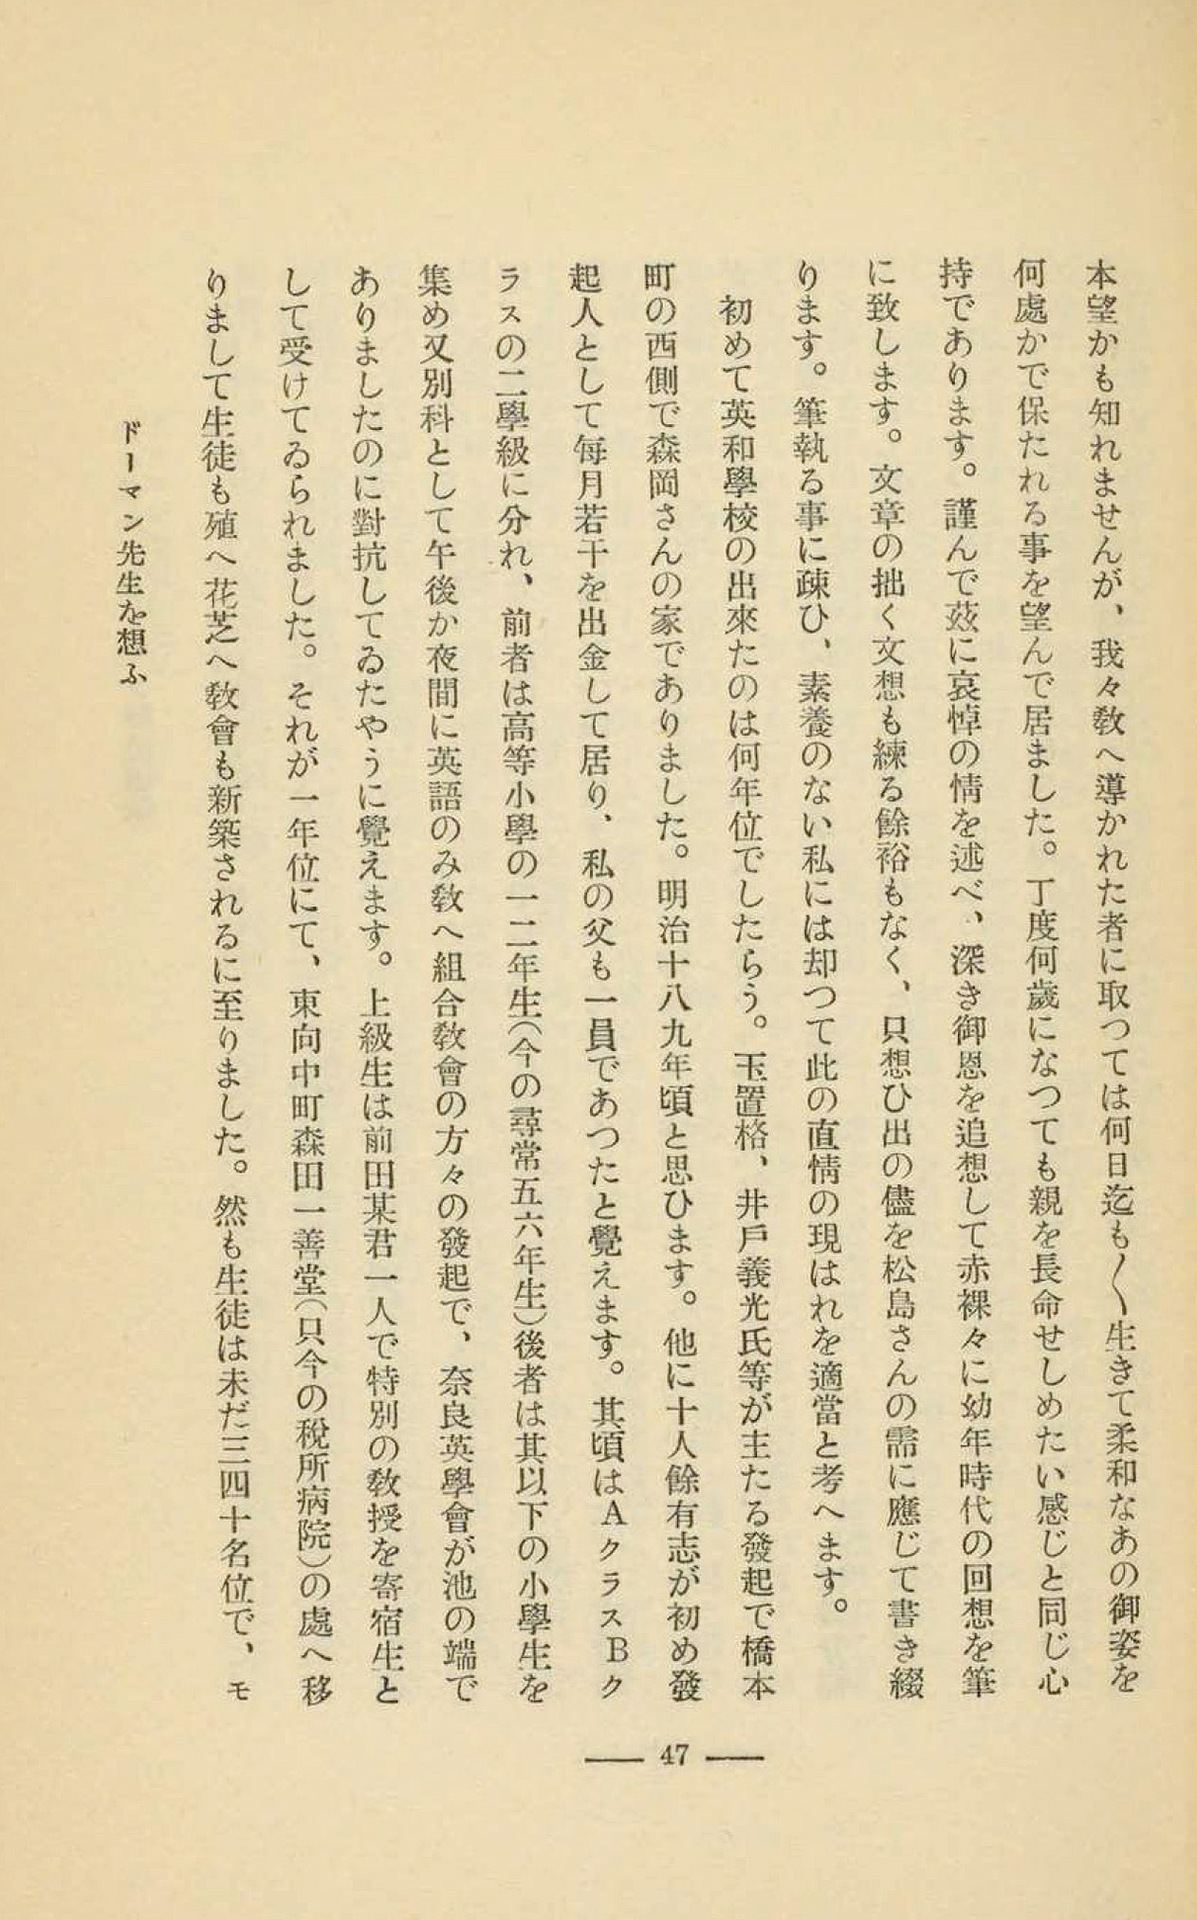 本望かも知れませんが、我々敎へ導かれた者に取つては何日迄も〳〵生きて柔和なあの御姿を
何處かで保たれる事を望んで居ました。丁度何歲になつても親を長命せしめたい感じと同じ心
持であります。謹んで茲に哀悼の情を述べ、深き御恩を追想して赤裸々に幼年時代の回想を筆
に致します。文章の拙く文想も練る餘裕もなく、只想ひ出の儘を松島さんの需に應じて書き綴
ります。筆執る事に疎ひ、素養のない私には却つて此の直情の現はれを適當と考へます。
初めて英和學校の出來たのは何年位でしたらう。玉置格、井戶義光氏等が主たる發起で橋本
町の西側で森岡さんの家でありました。明治十八九年頃と思ひます。他に十人餘有志が初め發
起人として每月若干を出金して居り、私の父も一員であつたと覺えます。其頃はＡクラスＢク
ラスの二學級に分れ、前者は高等小學の一二年生(今の尋常五六年生)後者は其以下の小學生を
集め又別科として午後か夜間に英語のみ敎へ組合敎會の方々の發起で、奈良英學會が池の端で
ありましたのに對抗してゐたやうに覺えます。上級生は前田某君一人で特別の敎授を寄宿生と
して受けてゐられました。それが一年位にて、東向中町森田一善堂(只今の稅所病院)の處へ移
りまして生徒も殖へ花芝へ敎會も新築されるに至りました。然も生徒は未だ三四十名位で、モ
ドーマン先生を想ふ
— 47 —